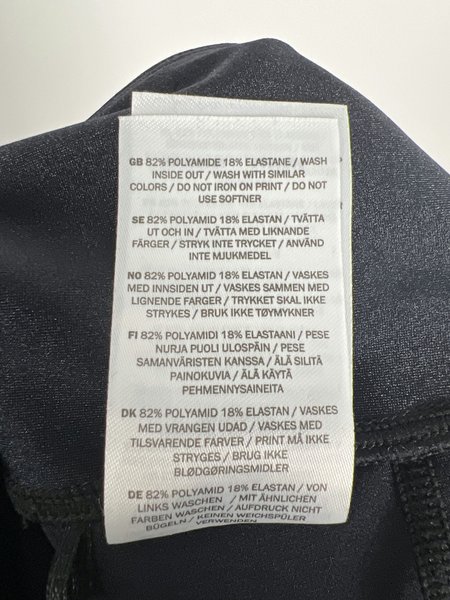 GB 82% POLYAMIDE 18% ELASTANE / WASH
INSIDE OUT / WASH WITH SIMILAR
COLORS / DO NOT IRON ON PRINT / DO NOT
USE SOFTNER
SE 82% POLYAMID 18% ELASTAN / TVÄTTA
UT OCH IN / TVÄTTA MED LIKNANDE
FÄRGER / STRYK INTE TRYCKET / ANVÄND
INTE MJUKMEDEL
NO 82% POLYAMID 18% ELASTAN / VASKES
MED INNSIDEN UT / VASKES SAMMEN MED
LIGNENDE FARGER / TRYKKET SKAL IKKE
STRYKES / BRUK IKKE TØYMYKNER
FI 82% POLYAMIDI 18% ELASTAANI / PESE
NURJA PUOLI ULOSPÄIN / PESE
SAMANVÄRISTEN KANSSA / ÄLÄ SILITÄ
PAINOKUVIA / ÄLÄ KÄYTÄ
PEHMENNYSAINEITA
DK 82% POLYAMID 18% ELASTAN / VASKES
MED VRANGEN UDAD / VASKES MED
TILSVARENDE FARVER / PRINT MÅ IKKE
STRYGES / BRUG IKKE
BLØDGØRINGSMIDLER
DE 82% POLYAMID 18% ELASTAN / VON
LINKS WASCHEN / MIT ÄHNLICHEN
FARBEN WASCHEN / AUFDRUCK NICHT
BÜGELN / KEINEN WEICHSPÜLER
VERWENDEN